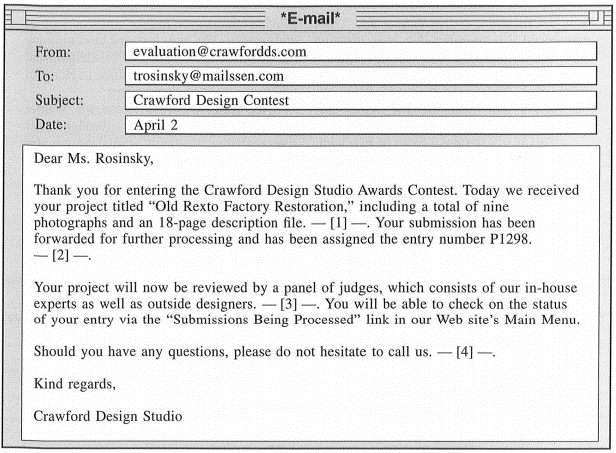 *E-mail*
From: evaluation@crawfordds.com
To: trosinsky@mailssen.com
Subject: Crawford Design Contest
Date: April 2
Dear Ms. Rosinsky,
Thank you for entering the Crawford Design Studio Awards Contest. Today we received
your project titled “Old Rexto Factory Restoration,” including a total of nine
photographs and an 18-page description file. — [1] —. Your submission has been
forwarded for further processing and has been assigned the entry number P1298.
— [2] —.
Your project will now be reviewed by a panel of judges, which consists of our in-house
experts as well as outside designers. — [3] —. You will be able to check on the status
of your entry via the “Submissions Being Processed” link in our Web site’s Main Menu.
Should you have any questions, please do not hesitate to call us. — [4] —.
Kind regards,
Crawford Design Studio